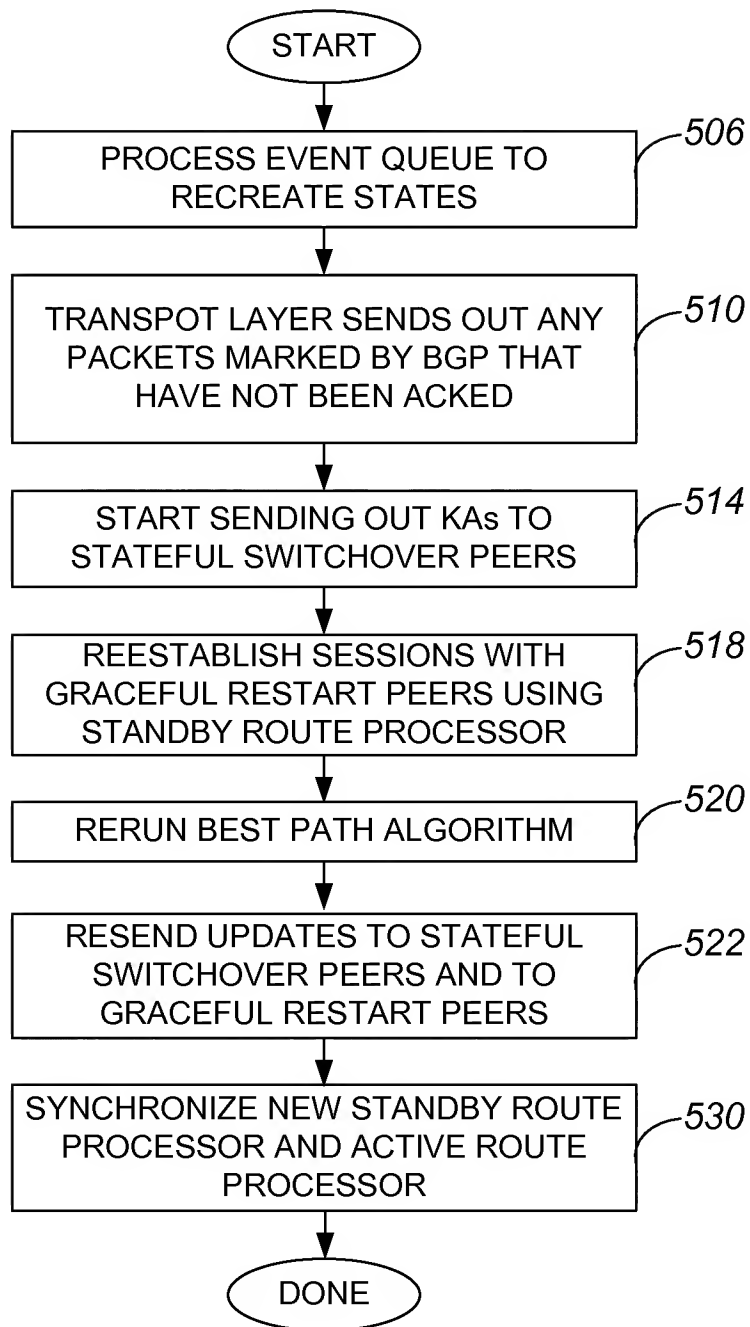 START
506
PROCESS EVENT QUEUE TO
RECREATE STATES
510
TRANSPOT LAYER SENDS OUT ANY
PACKETS MARKED BY BGP THAT
HAVE NOT BEEN ACKED
514
START SENDING OUT KAs TO
STATEFUL SWITCHOVER PEERS
518
REESTABLISH SESSIONS WITH
GRACEFUL RESTART PEERS USING
STANDBY ROUTE PROCESSOR
520
RERUN BEST PATH ALGORITHM
522
RESEND UPDATES TO STATEFUL
SWITCHOVER PEERS AND TO
GRACEFUL RESTART PEERS
530
SYNCHRONIZE NEW STANDBY ROUTE
PROCESSOR AND ACTIVE ROUTE
PROCESSOR
DONE